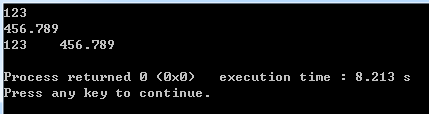 123
456.789
123    456.789
Process returned 0 (0x0)   execution time : 8.213 s
Press any key to continue.